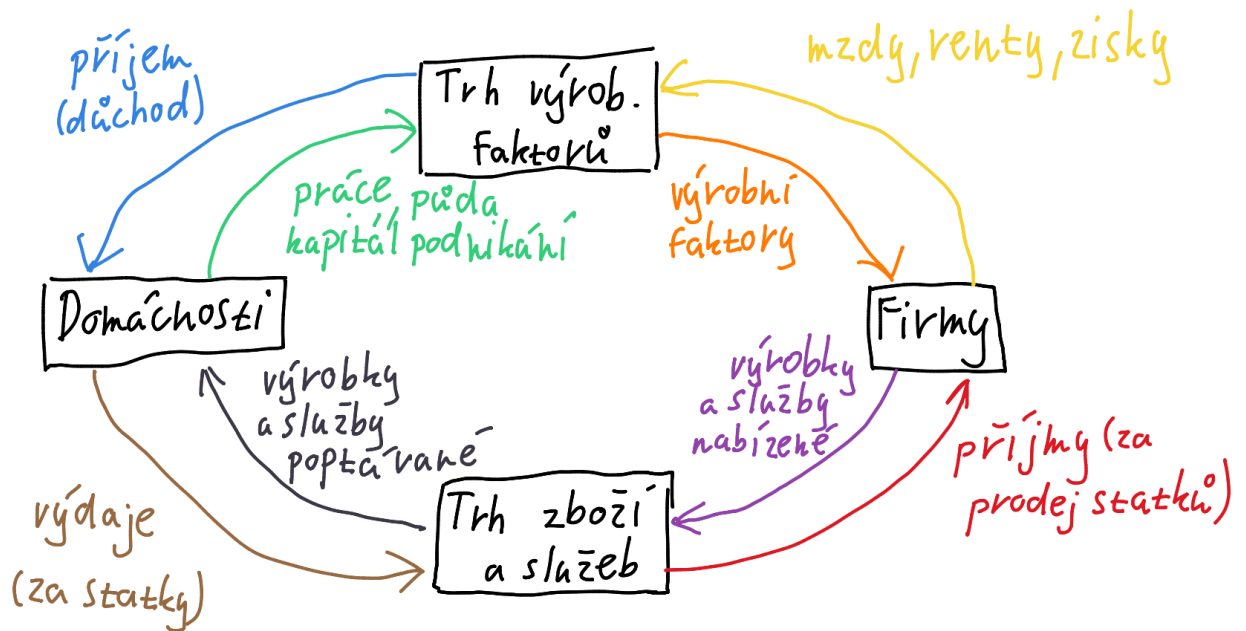 příjem
(důchod)
Trh výrob.
faktorů
mzdy, renty, zisky
práce, půda
kapitál podnikání
výrobní
faktory
Domácnosti
Firmy
výrobky
a služby
poptávané
výrobky
a služby
nabízené
výdaje
(za statky)
Trh zboží
a služeb
příjmy (za
prodej statků)